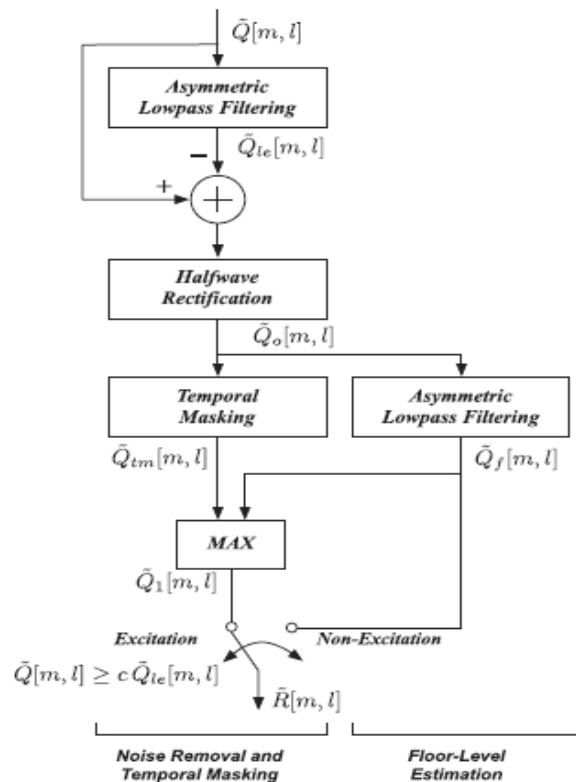 Q̃[m, l]
Asymmetric
Lowpass Filtering
− Q̃le[m, l]
+
+
Halfwave
Rectification
Q̃o[m, l]
Temporal
Masking
Asymmetric
Lowpass Filtering
Q̃tm[m, l]
Q̃f[m, l]
MAX
Q̃1[m, l]
Excitation
Non-Excitation
Q̃[m, l] ≥ c Q̃le[m, l]
R̃[m, l]
Noise Removal and
Temporal Masking
Floor-Level
Estimation